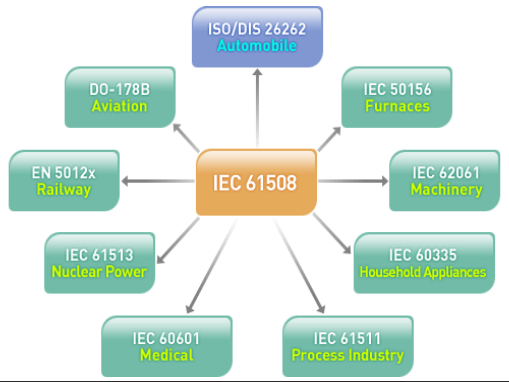 ISO/DIS 26262
Automobile
DO-178B
Aviation
IEC 50156
Furnaces
EN 5012x
Railway
IEC 61508
IEC 62061
Machinery
IEC 61513
Nuclear Power
IEC 60335
Household Appliances
IEC 60601
Medical
IEC 61511
Process Industry